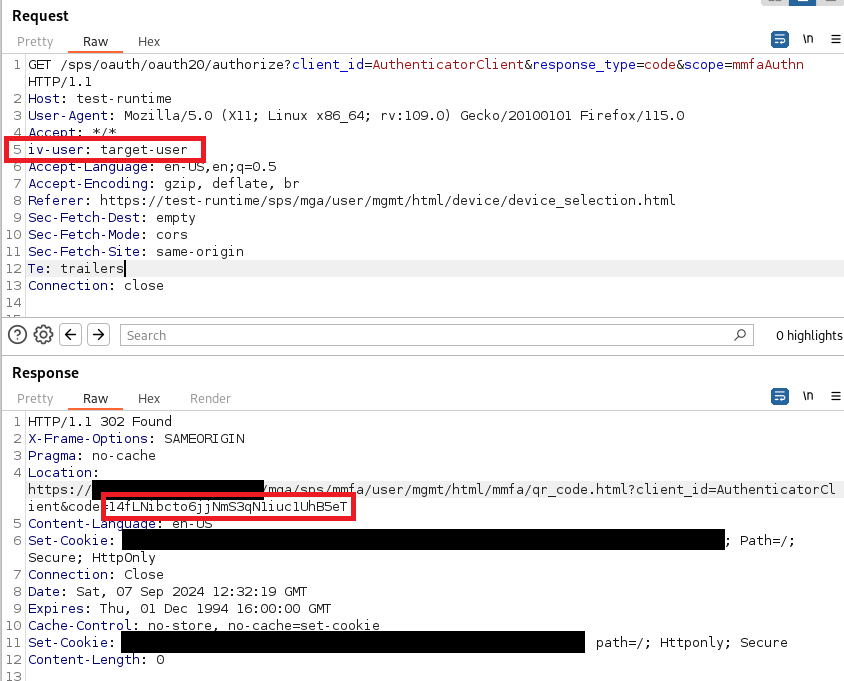 Request
Pretty Raw Hex \n
1 GET /sps/oauth/oauth20/authorize?client_id=AuthenticatorClient&response_type=code&scope=mmfaAuthn
HTTP/1.1
2 Host: test-runtime
3 User-Agent: Mozilla/5.0 (X11; Linux x86_64; rv:109.0) Gecko/20100101 Firefox/115.0
4 Accept: */*
5 iv-user: target-user
6 Accept-Language: en-US,en;q=0.5
7 Accept-Encoding: gzip, deflate, br
8 Referer: https://test-runtime/sps/mga/user/mgmt/html/device/device_selection.html
9 Sec-Fetch-Dest: empty
10 Sec-Fetch-Mode: cors
11 Sec-Fetch-Site: same-origin
12 Te: trailers
13 Connection: close
14
15
Search 0 highlights
Response
Pretty Raw Hex Render \n
1 HTTP/1.1 302 Found
2 X-Frame-Options: SAMEORIGIN
3 Pragma: no-cache
4 Location:
https:// /mga/sps/mmfa/user/mgmt/html/mmfa/qr_code.html?client_id=AuthenticatorCl
ient&code=14fLNibcto6jjNmS3qN1iuc1UhB5eT
5 Content-Language: en-US
6 Set-Cookie: ; Path=/;
Secure; HttpOnly
7 Connection: Close
8 Date: Sat, 07 Sep 2024 12:32:19 GMT
9 Expires: Thu, 01 Dec 1994 16:00:00 GMT
10 Cache-Control: no-store, no-cache=set-cookie
11 Set-Cookie: path=/; Httponly; Secure
12 Content-Length: 0
13